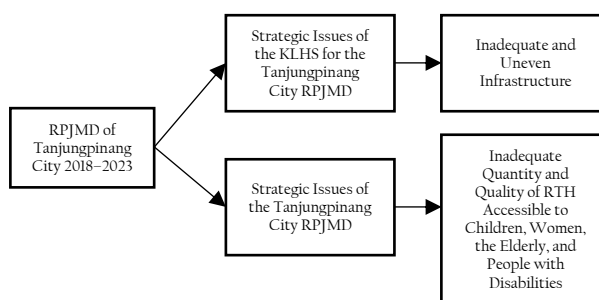 RPJMD of
Tanjungpinang
City 2018–2023
Strategic Issues of
the KLHS for the
Tanjungpinang
City RPJMD
Inadequate and
Uneven
Infrastructure
Strategic Issues of
the Tanjungpinang
City RPJMD
Inadequate
Quantity and
Quality of RTH
Accessible to
Children, Women,
the Elderly, and
People with
Disabilities